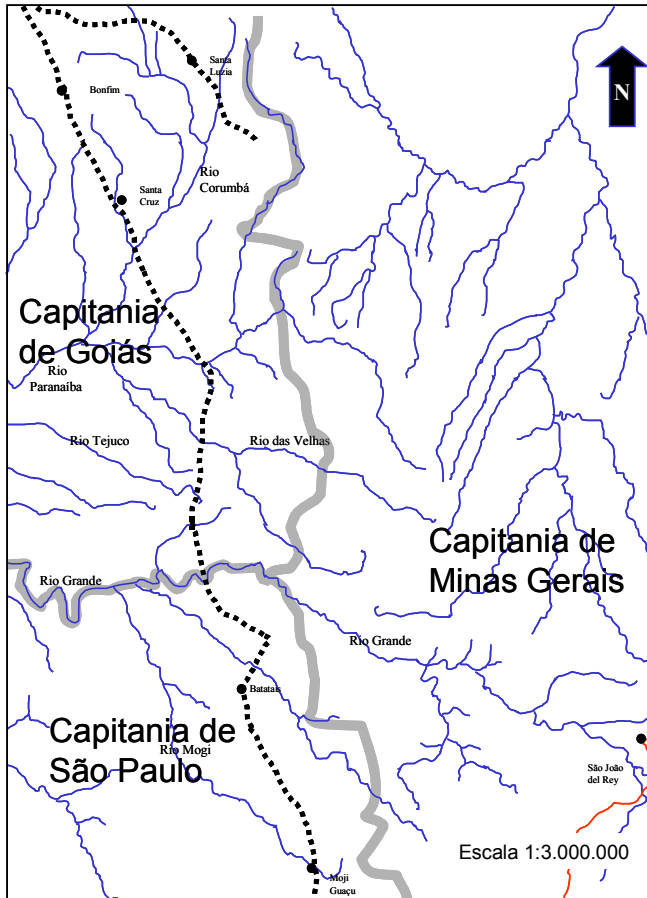 Santa
Luzia
N
Bonfim
Rio
Corumbá
Santa
Cruz
Capitania
de Goiás
Rio
Paranaíba
Rio Tejuco
Rio das Velhas
Capitania de
Minas Gerais
Rio Grande
Rio Grande
Batatais
Capitania de
São Paulo
Rio Mogi
São João
del Rey
Escala 1:3.000.000
Moji
Guaçu